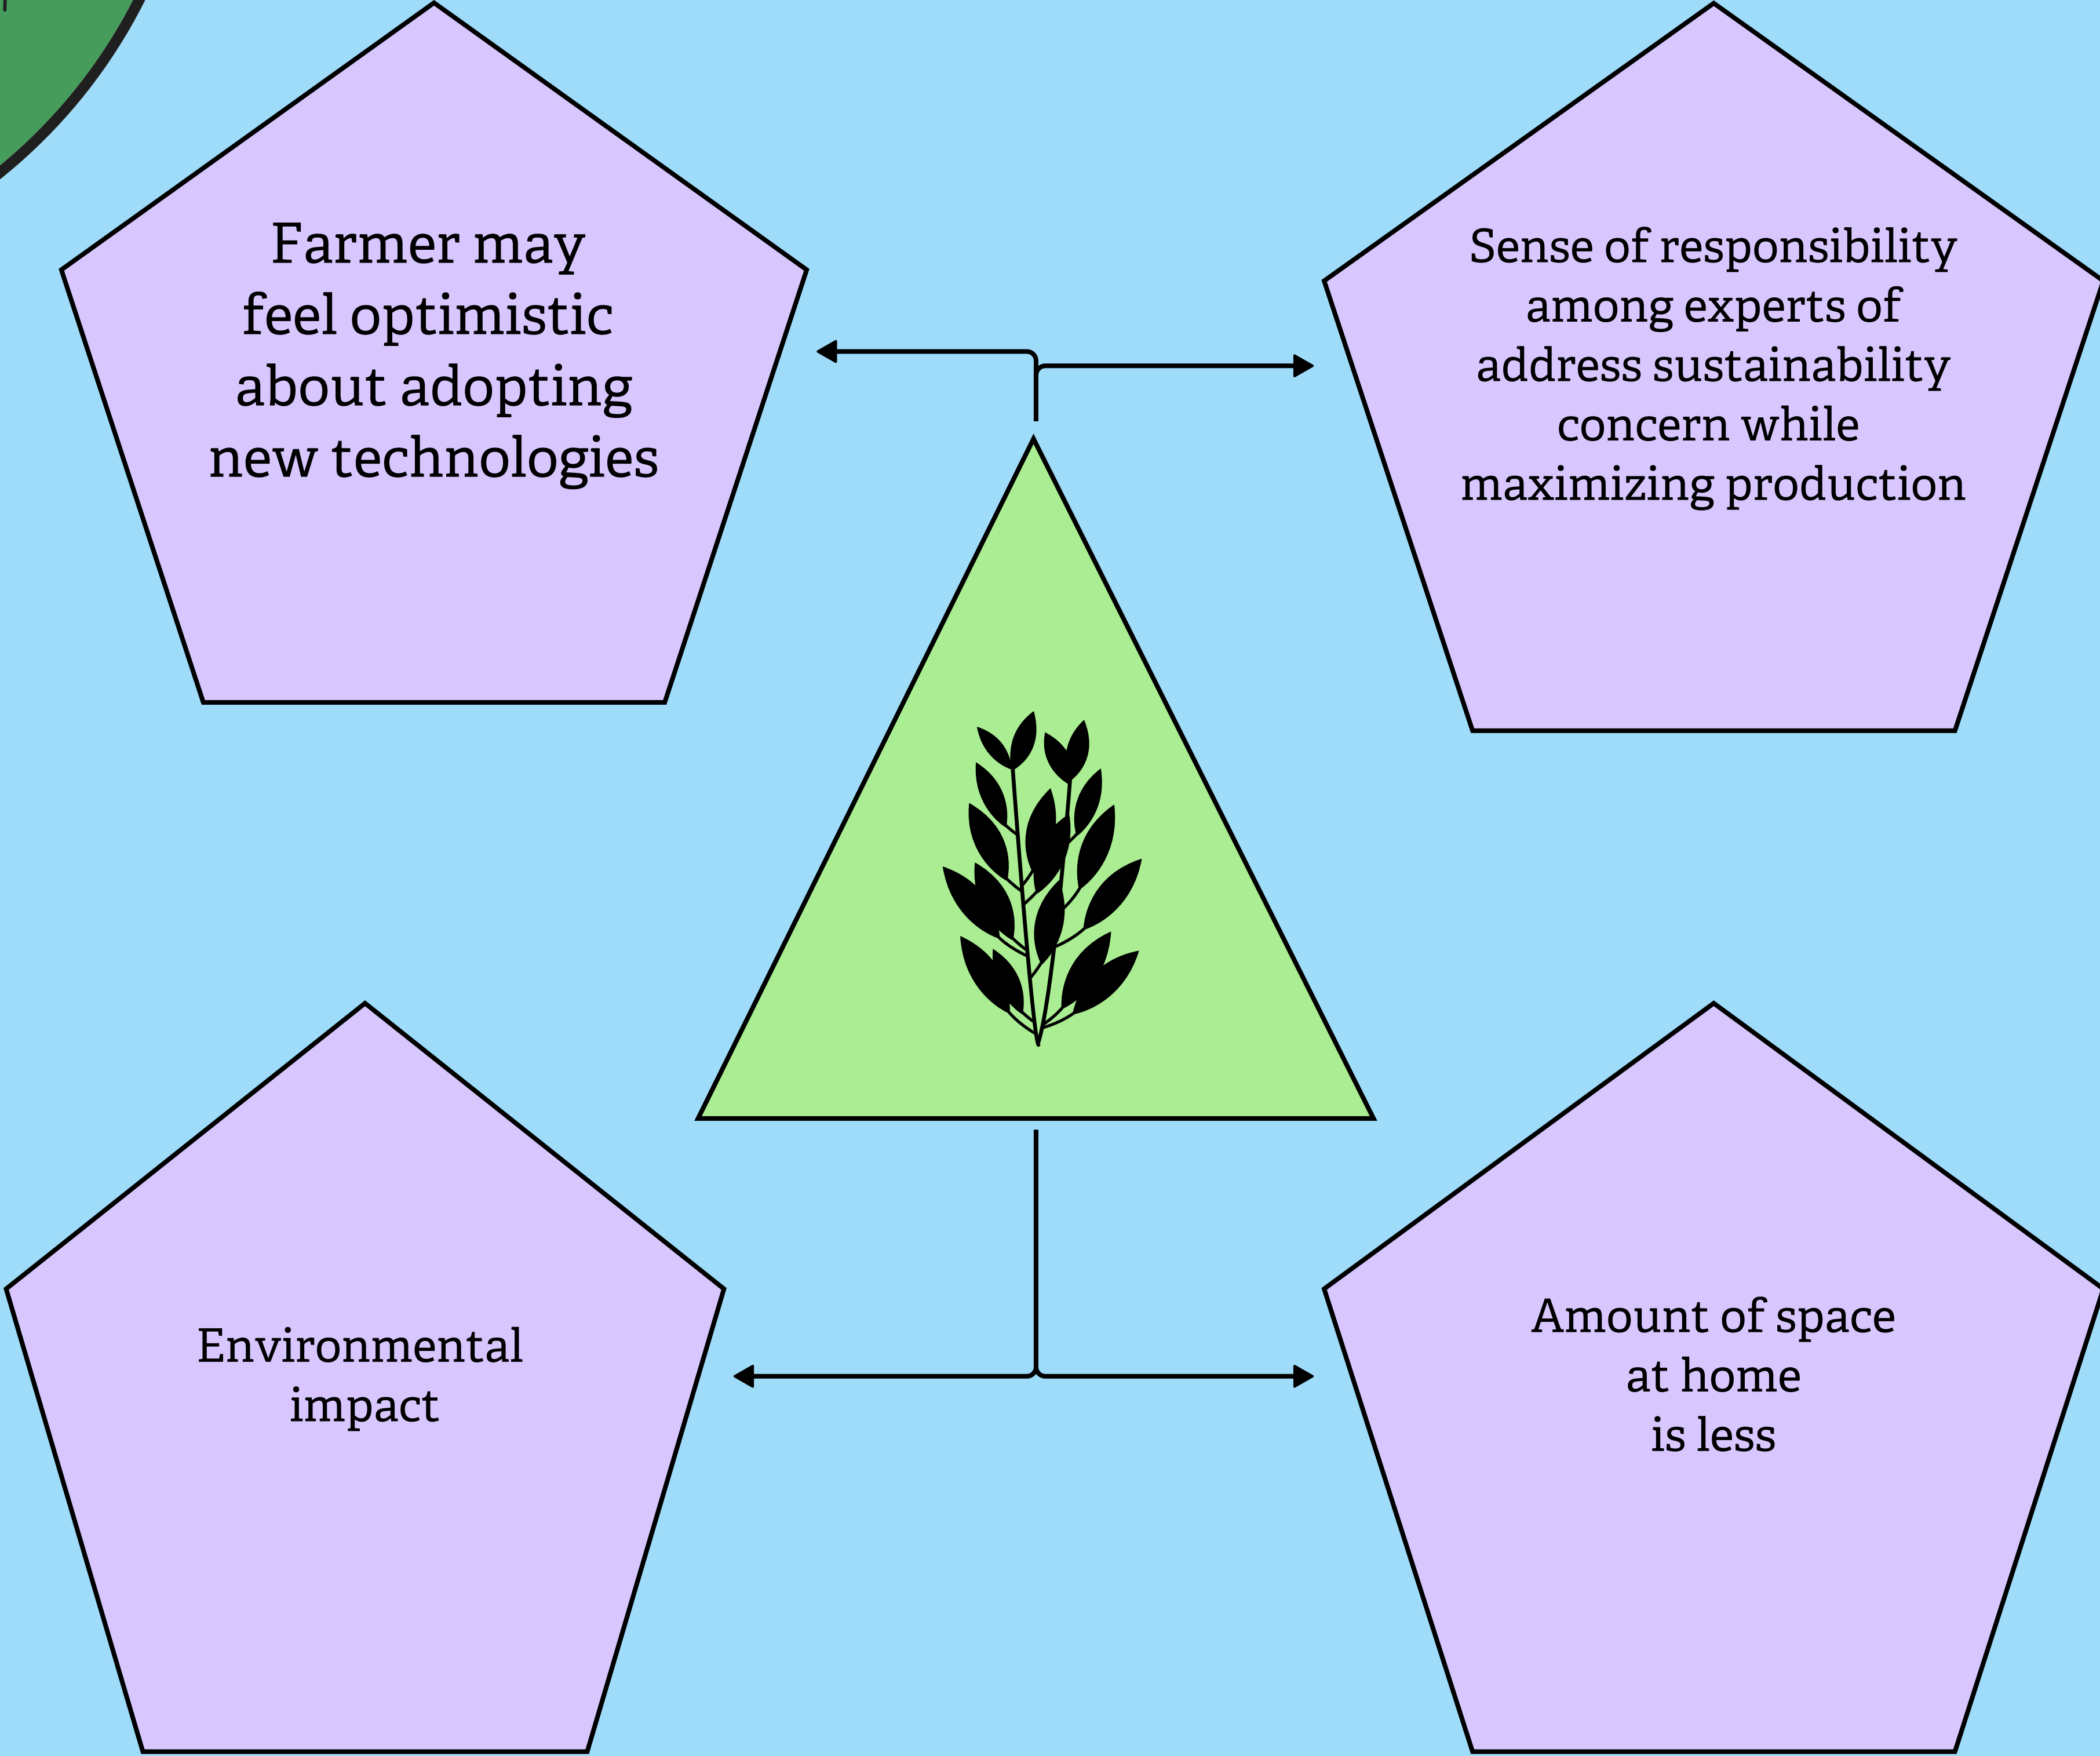 Farmer may
feel optimistic
about adopting
new technologies
Sense of responsibility
among experts of
address sustainability
concern while
maximizing production
Environmental
impact
Amount of space
at home
is less